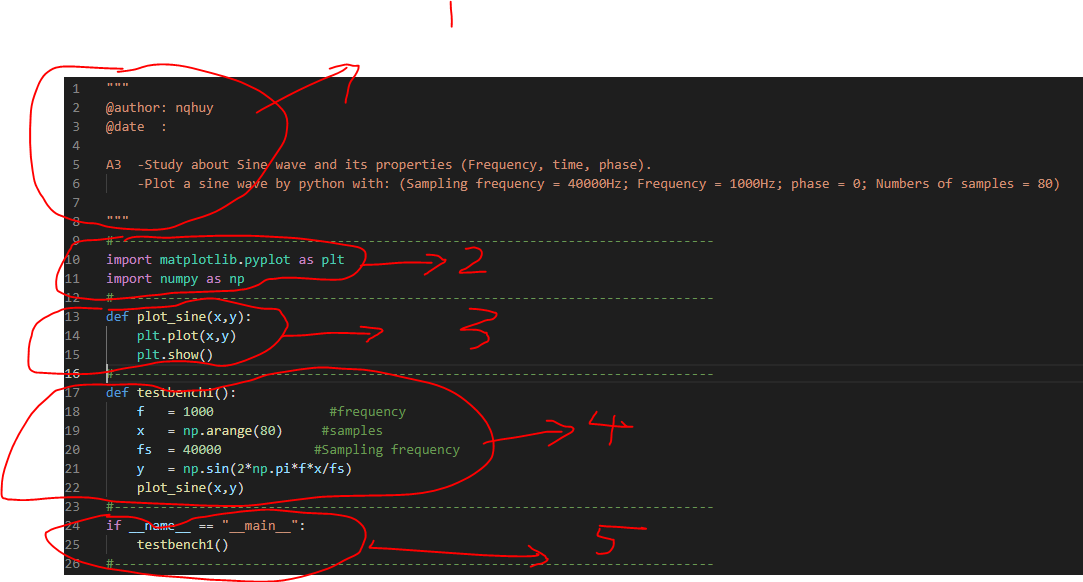 1
1 """
2 @author: nqhuy
3 @date  :
4
5 A3  -Study about Sine wave and its properties (Frequency, time, phase).
6     -Plot a sine wave by python with: (Sampling frequency = 40000Hz; Frequency = 1000Hz; phase = 0; Numbers of samples = 80)
7
8 """
9 #-----------------------------------------------------------------------------
10 import matplotlib.pyplot as plt
11 import numpy as np 2
12 #-----------------------------------------------------------------------------
13 def plot_sine(x,y):
14     plt.plot(x,y) 3
15     plt.show()
16 #-----------------------------------------------------------------------------
17 def testbench1():
18     f   = 1000               #frequency
19     x   = np.arange(80)     #samples 4
20     fs  = 40000            #Sampling frequency
21     y   = np.sin(2*np.pi*f*x/fs)
22     plot_sine(x,y)
23 #-----------------------------------------------------------------------------
24 if __name__ == "__main__":
25     testbench1() 5
26 #-----------------------------------------------------------------------------